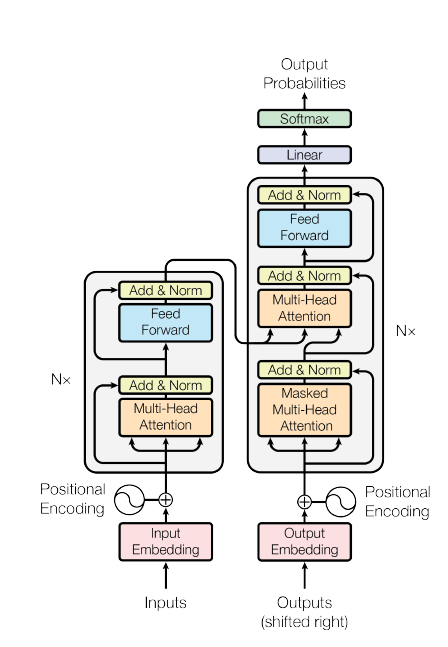 Output
Probabilities
Softmax
Linear
Add & Norm
Feed
Forward
Add & Norm
Multi-Head
Attention
Add & Norm
Masked
Multi-Head
Attention
N×
Add & Norm
Feed
Forward
Add & Norm
Multi-Head
Attention
N×
Positional
Encoding
Positional
Encoding
Input
Embedding
Output
Embedding
Inputs
Outputs
(shifted right)